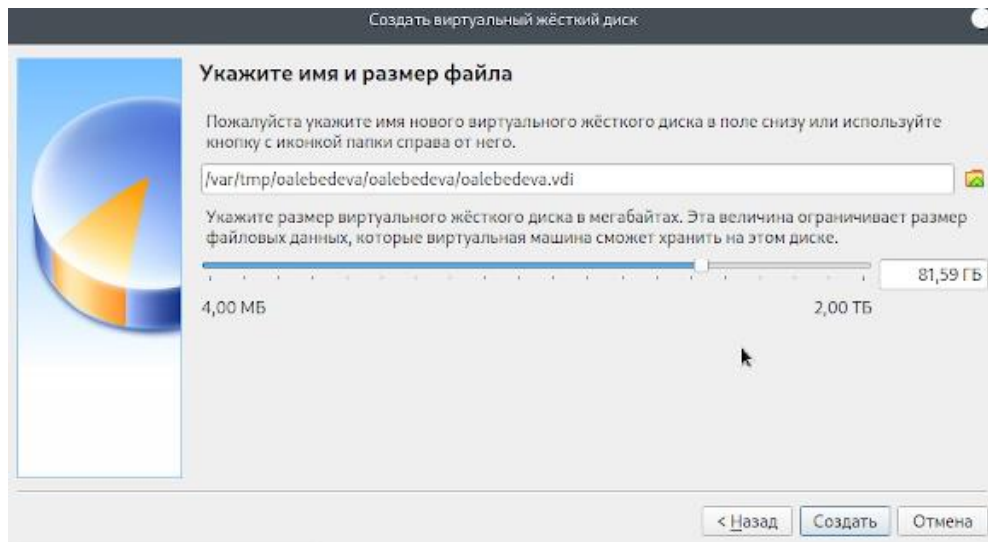 Создать виртуальный жёсткий диск
Укажите имя и размер файла
Пожалуйста укажите имя нового виртуального жёсткого диска в поле снизу или используйте
кнопку с иконкой папки справа от него.
/var/tmp/oalebedeva/oalebedeva/oalebedeva.vdi
Укажите размер виртуального жёсткого диска в мегабайтах. Эта величина ограничивает размер
файловых данных, которые виртуальная машина сможет хранить на этом диске.
81,59 ГБ
4,00 МБ 2,00 ТБ
< Назад Создать Отмена